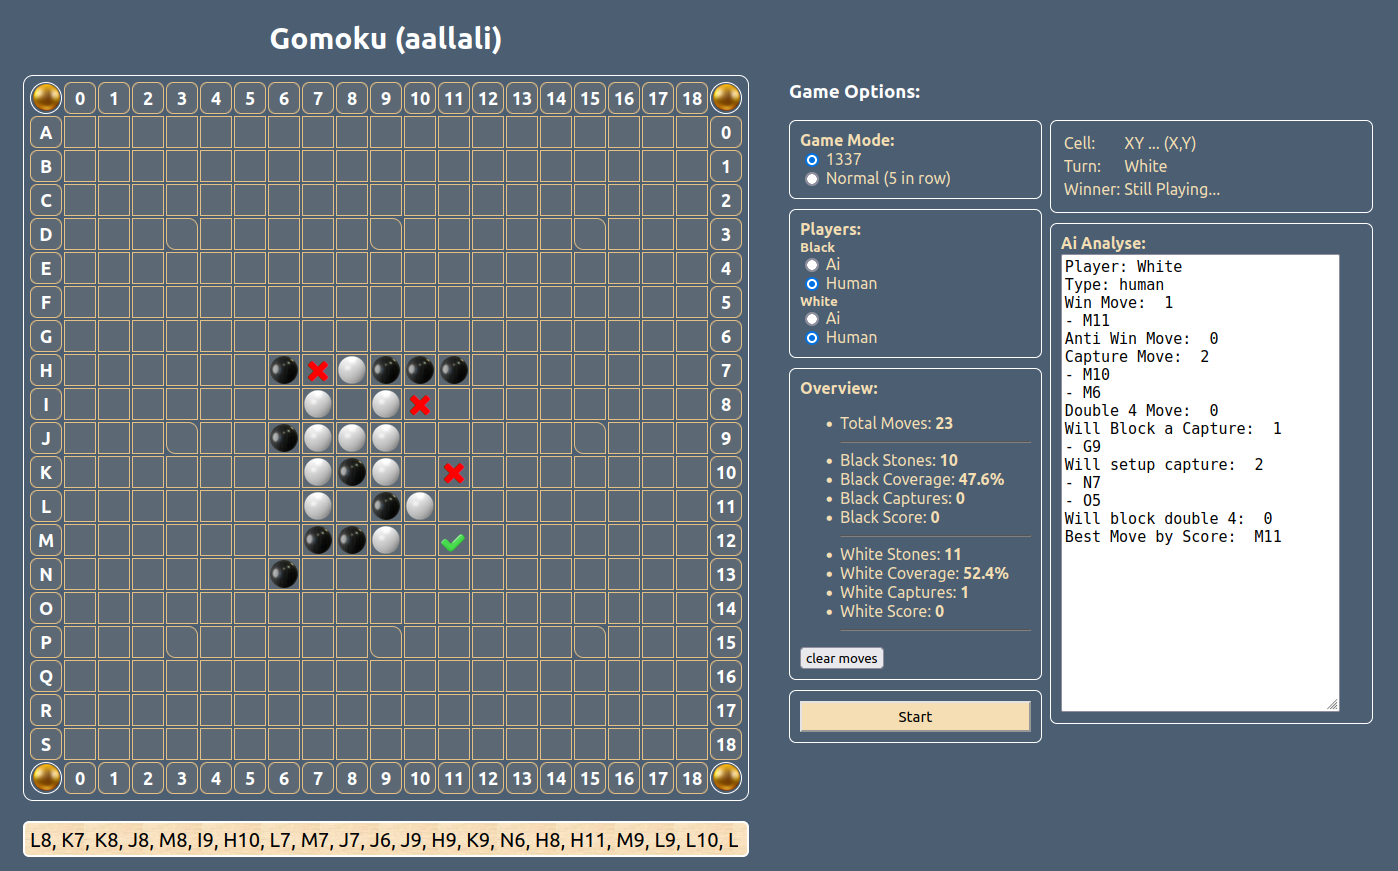 Gomoku (aallali)
0 1 2 3 4 5 6 7 8 9 10 11 12 13 14 15 16 17 18
A 0
B 1
C 2
D 3
E 4
F 5
G 6
H 7
I 8
J 9
K 10
L 11
M 12
N 13
O 14
P 15
Q 16
R 17
S 18
0 1 2 3 4 5 6 7 8 9 10 11 12 13 14 15 16 17 18
L8, K7, K8, J8, M8, I9, H10, L7, M7, J7, J6, J9, H9, K9, N6, H8, H11, M9, L9, L10, L
Game Options:
Game Mode:
1337
Normal (5 in row)
Players:
Black
Ai
Human
White
Ai
Human
Overview:
Total Moves: 23
Black Stones: 10
Black Coverage: 47.6%
Black Captures: 0
Black Score: 0
White Stones: 11
White Coverage: 52.4%
White Captures: 1
White Score: 0
clear moves
Start
Cell: XY ... (X,Y)
Turn: White
Winner: Still Playing...
Ai Analyse:
Player: White
Type: human
Win Move:  1
- M11
Anti Win Move:  0
Capture Move:  2
- M10
- M6
Double 4 Move:  0
Will Block a Capture:  1
- G9
Will setup capture:  2
- N7
- O5
Will block double 4:  0
Best Move by Score:  M11